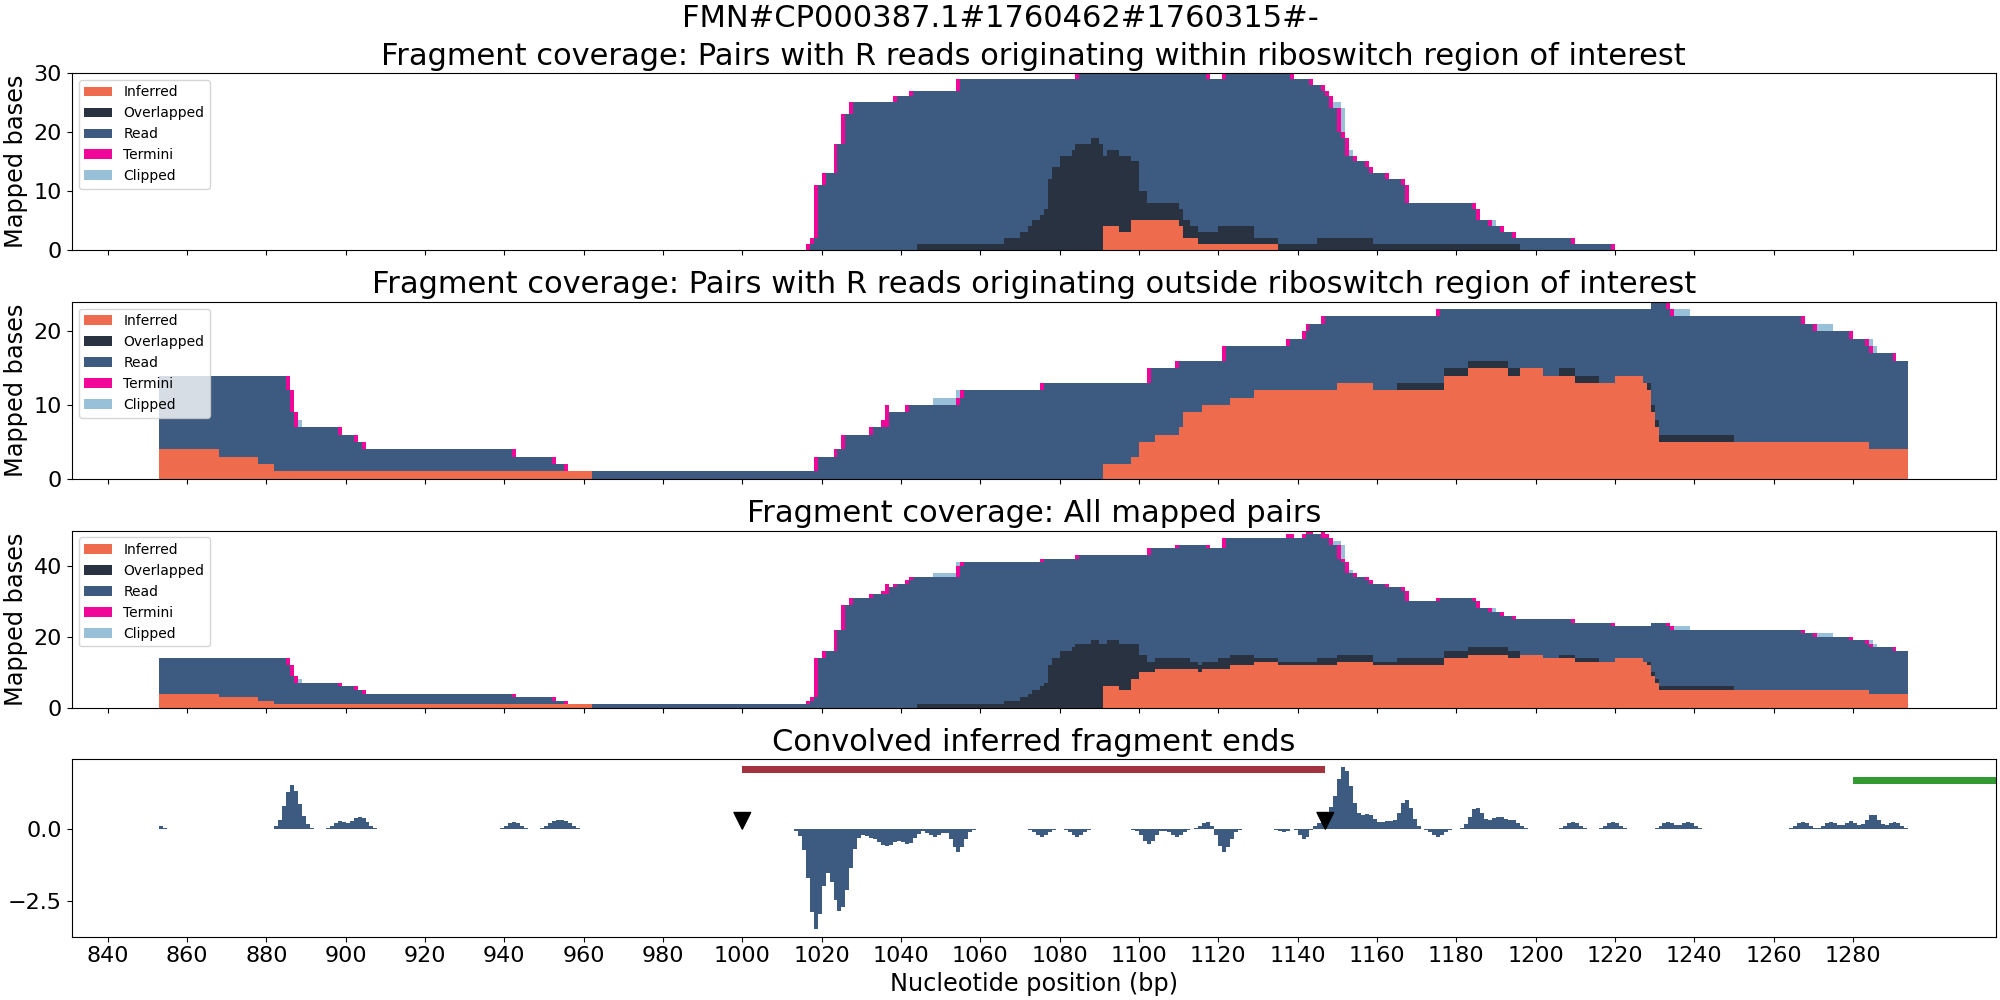 FMN#CP000387.1#1760462#1760315#-
Fragment coverage: Pairs with R reads originating within riboswitch region of interest
Mapped bases
30
20
10
0
Inferred
Overlapped
Read
Termini
Clipped
Fragment coverage: Pairs with R reads originating outside riboswitch region of interest
Mapped bases
20
10
0
Inferred
Overlapped
Read
Termini
Clipped
Fragment coverage: All mapped pairs
Mapped bases
40
20
0
Inferred
Overlapped
Read
Termini
Clipped
Convolved inferred fragment ends
0.0
−2.5
840 860 880 900 920 940 960 980 1000 1020 1040 1060 1080 1100 1120 1140 1160 1180 1200 1220 1240 1260 1280
Nucleotide position (bp)